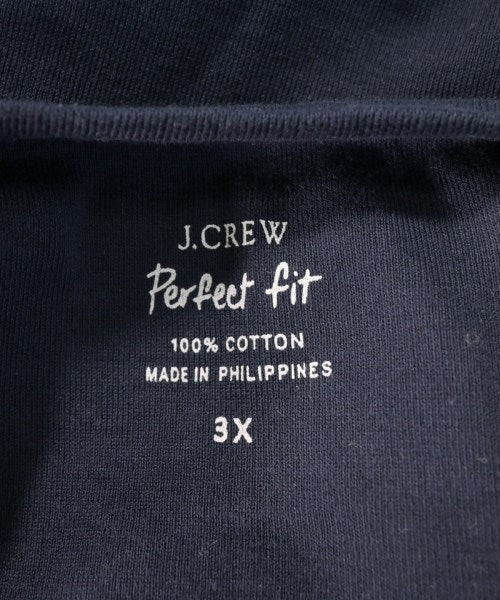 J.CREW
Perfect fit
100% COTTON
MADE IN PHILIPPINES
3X